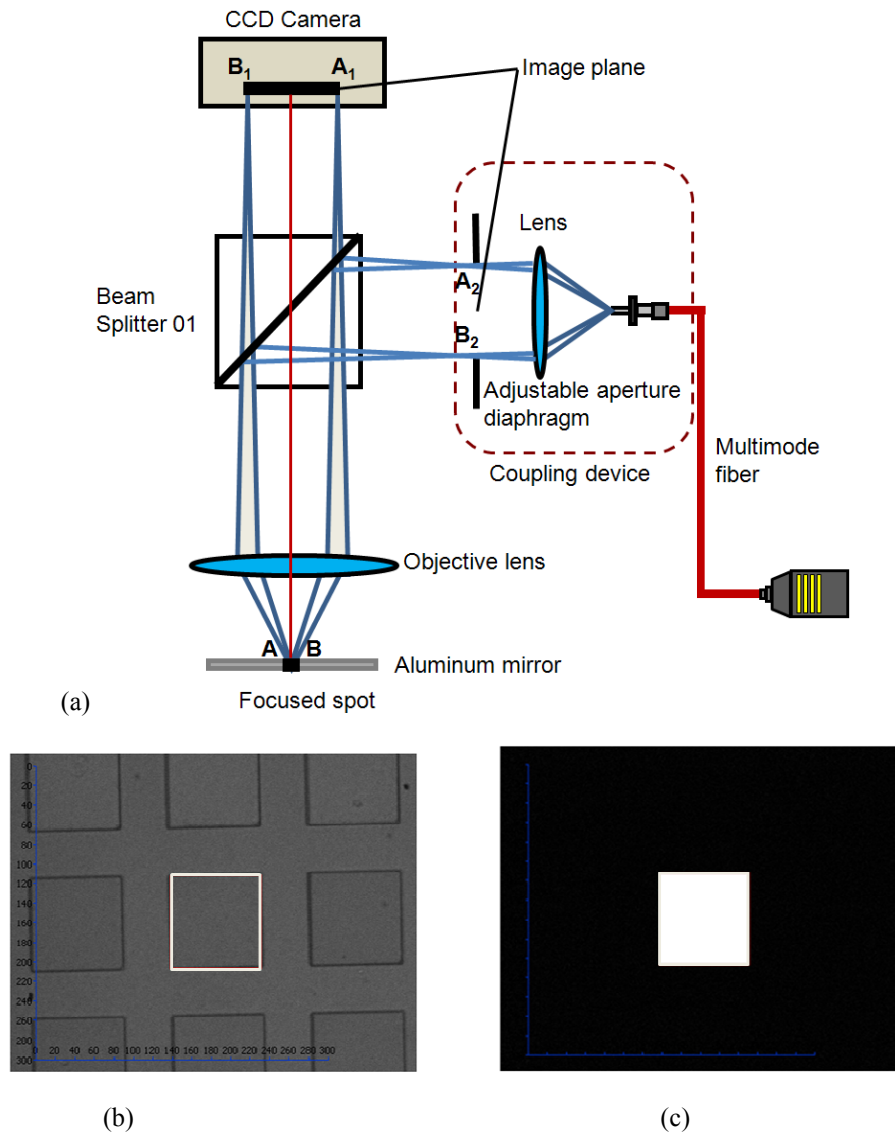 CCD Camera
B1
A1
Image plane
Lens
Beam
Splitter 01
A2
B2
Adjustable aperture
diaphragm
Coupling device
Multimode
fiber
Objective lens
A
B
Aluminum mirror
Focused spot
(a)
0
20
40
60
80
100
120
140
160
180
200
220
240
260
280
300
0 20 40 60 80 100 120 140 160 180 200 220 240 260 280 300
(b)
(c)